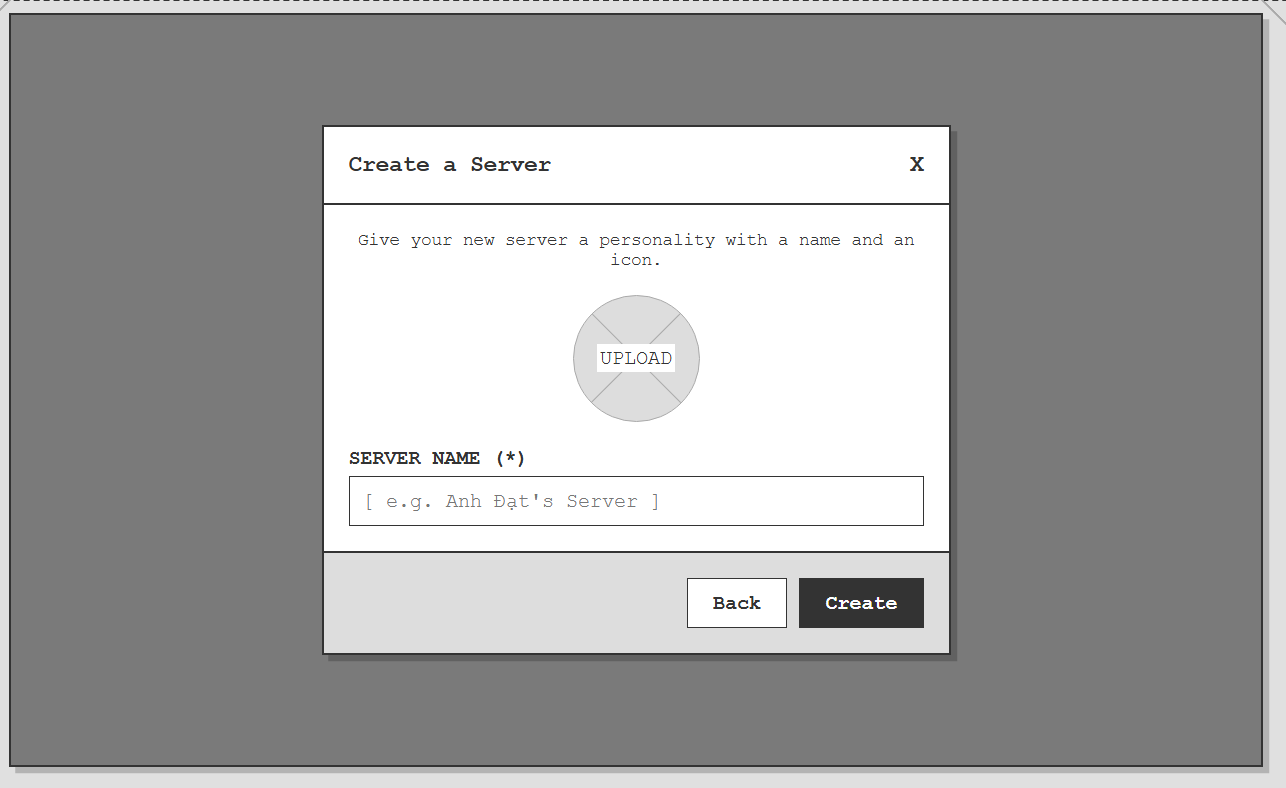 Create a Server X
Give your new server a personality with a name and an
icon.
UPLOAD
SERVER NAME (*)
[ e.g. Anh Đạt's Server ]
Back Create